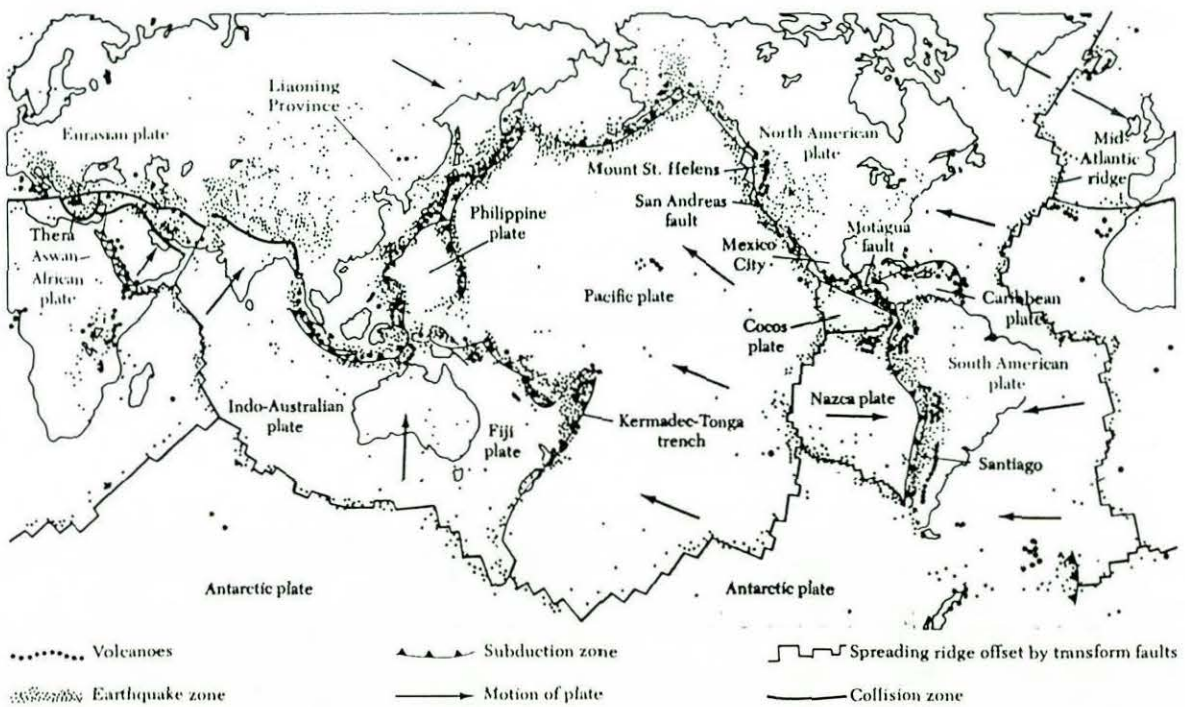 Liaoning
Province
Eurasian plate
North American
plate
Mid-
Atlantic
ridge
Mount St. Helens
San Andreas
fault
Philippine
plate
Thera
Aswan
African
plate
Mexico
City
Motagua
fault
Pacific plate
Caribbean
plate
Cocos
plate
South American
plate
Indo-Australian
plate
Fiji
plate
Kermadec-Tonga
trench
Nazca plate
Santiago
Antarctic plate
Antarctic plate
Volcanoes
Subduction zone
Spreading ridge offset by transform faults
Earthquake zone
Motion of plate
Collision zone